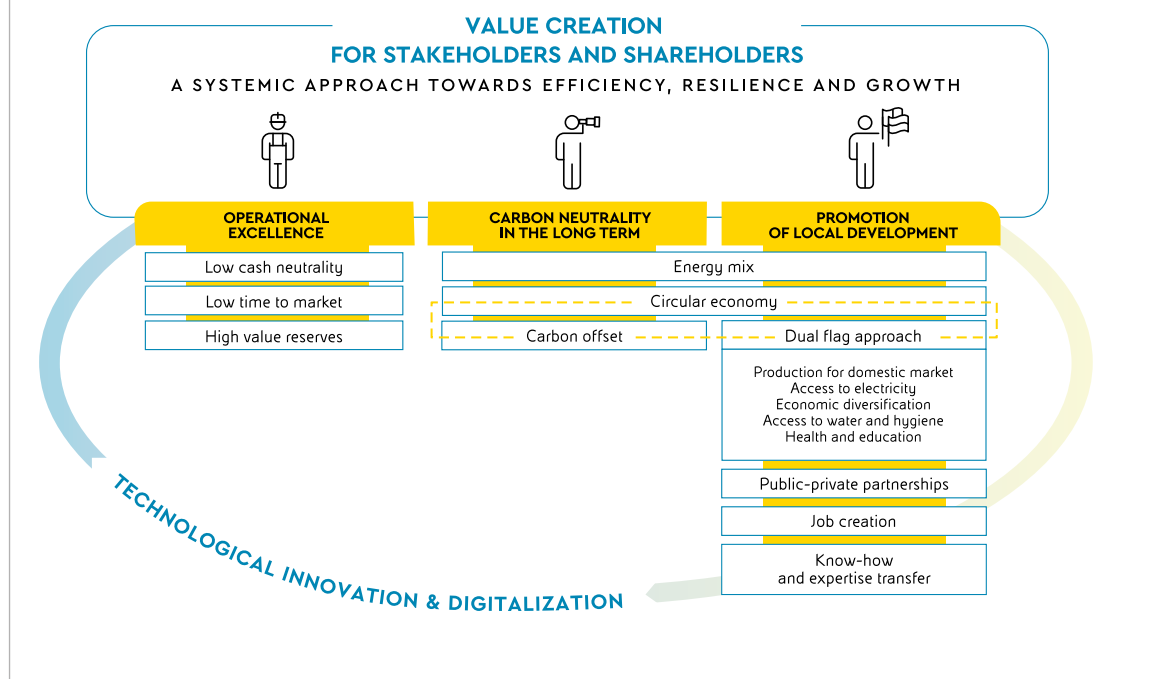 VALUE CREATION
FOR STAKEHOLDERS AND SHAREHOLDERS
A SYSTEMIC APPROACH TOWARDS EFFICIENCY, RESILIENCE AND GROWTH
OPERATIONAL
EXCELLENCE
Low cash neutrality
Low time to market
High value reserves
CARBON NEUTRALITY
IN THE LONG TERM
PROMOTION
OF LOCAL DEVELOPMENT
Energy mix
Circular economy
Carbon offset
Dual flag approach
Production for domestic market
Access to electricity
Economic diversification
Access to water and hygiene
Health and education
Public-private partnerships
Job creation
Know-how
and expertise transfer
TECHNOLOGICAL INNOVATION & DIGITALIZATION